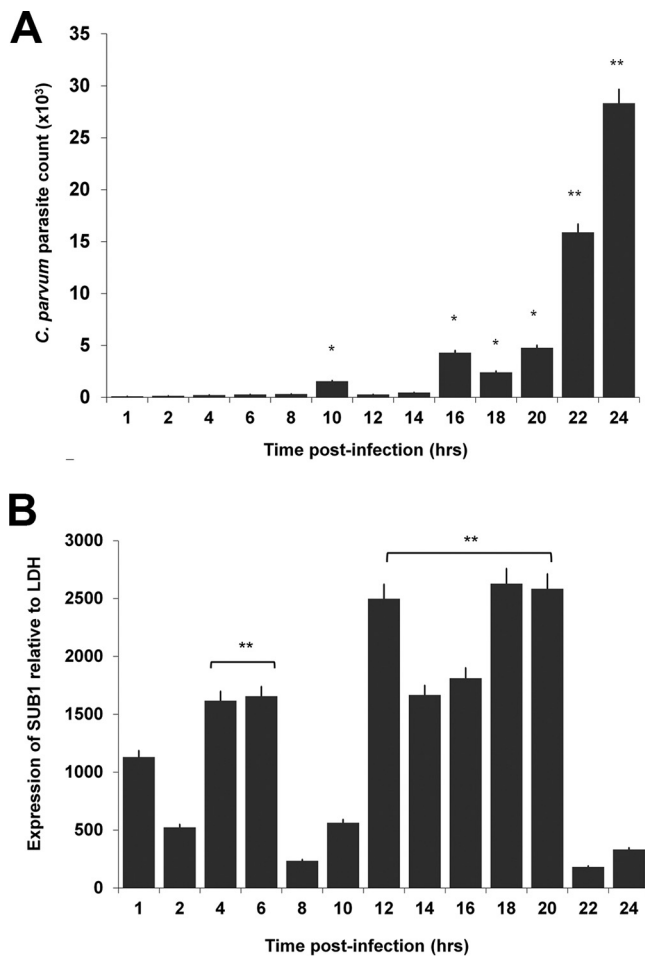 A
C. parvum parasite count (x10³)
35
30
25
20
15
10
5
0
*
*
*
*
**
**
1 2 4 6 8 10 12 14 16 18 20 22 24
Time post-infection (hrs)
B
Expression of SUB1 relative to LDH
3000
2500
2000
1500
1000
500
0
**
**
1 2 4 6 8 10 12 14 16 18 20 22 24
Time post-infection (hrs)